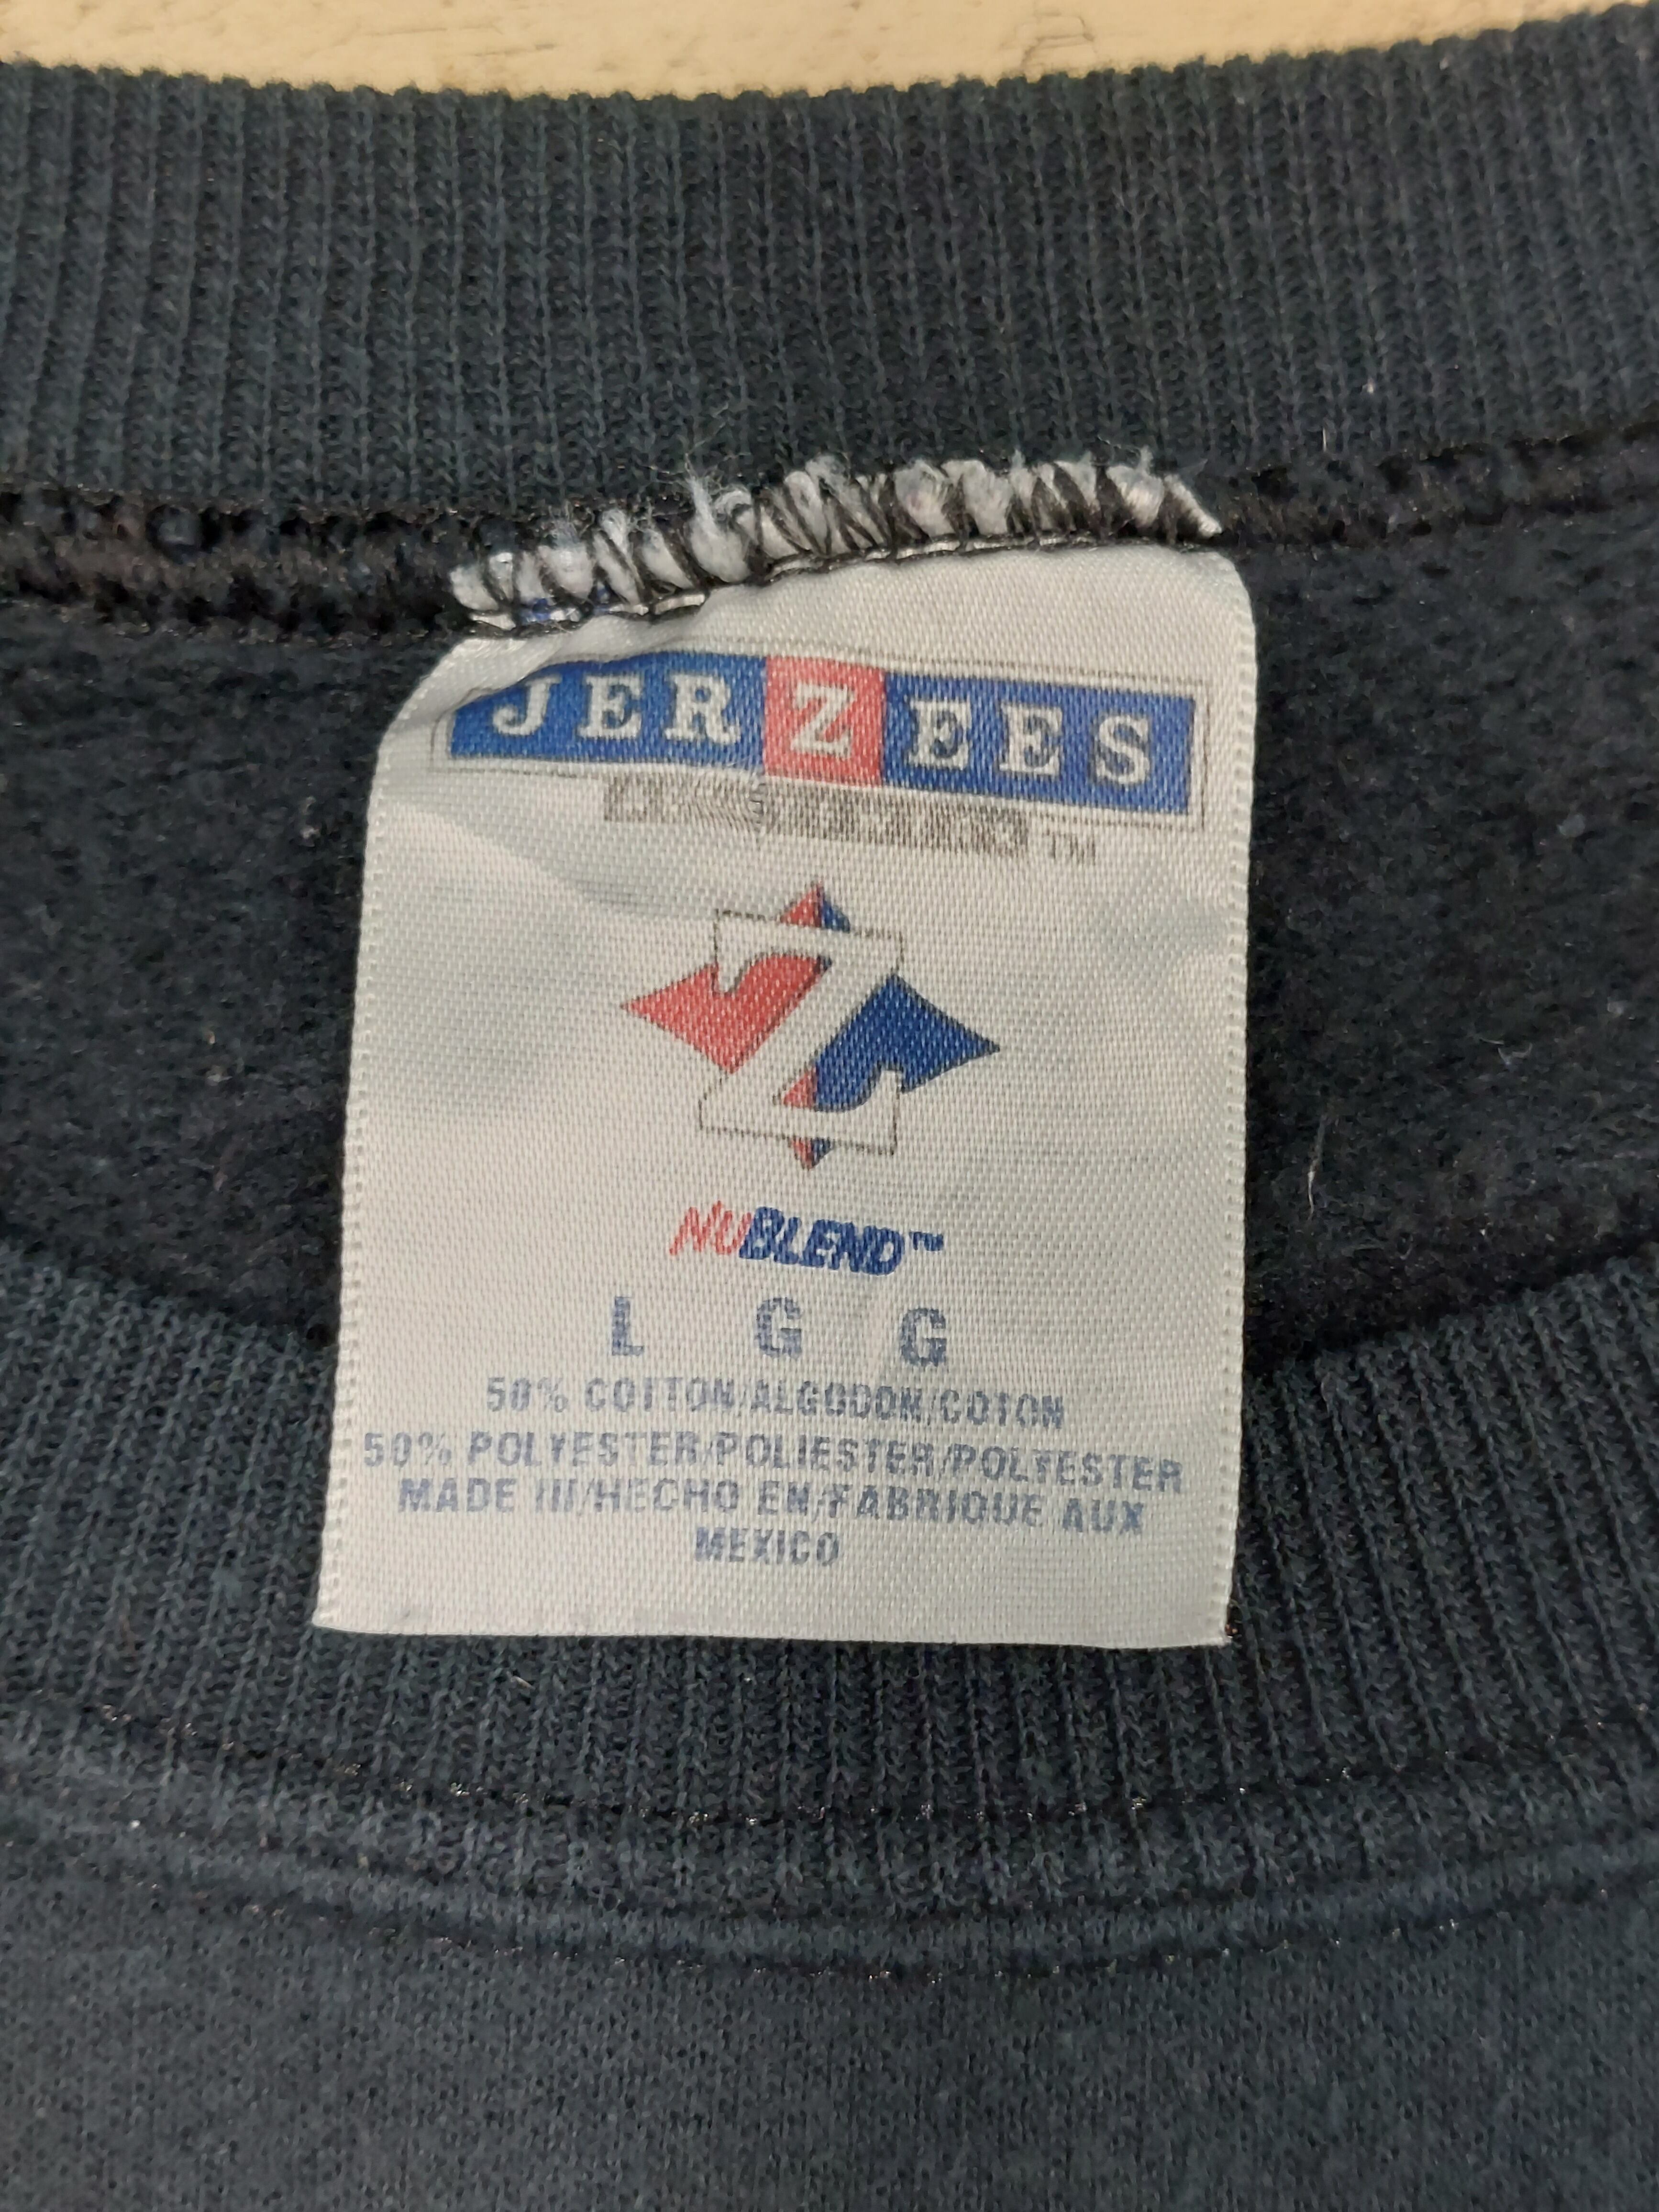 JERZEES
TM
Z
NUBLEND™
L G G
50% COTTON/ALGODON/COTON
50% POLYESTER/POLIESTER/POLYESTER
MADE IN/HECHO EN/FABRIQUE AUX
MEXICO